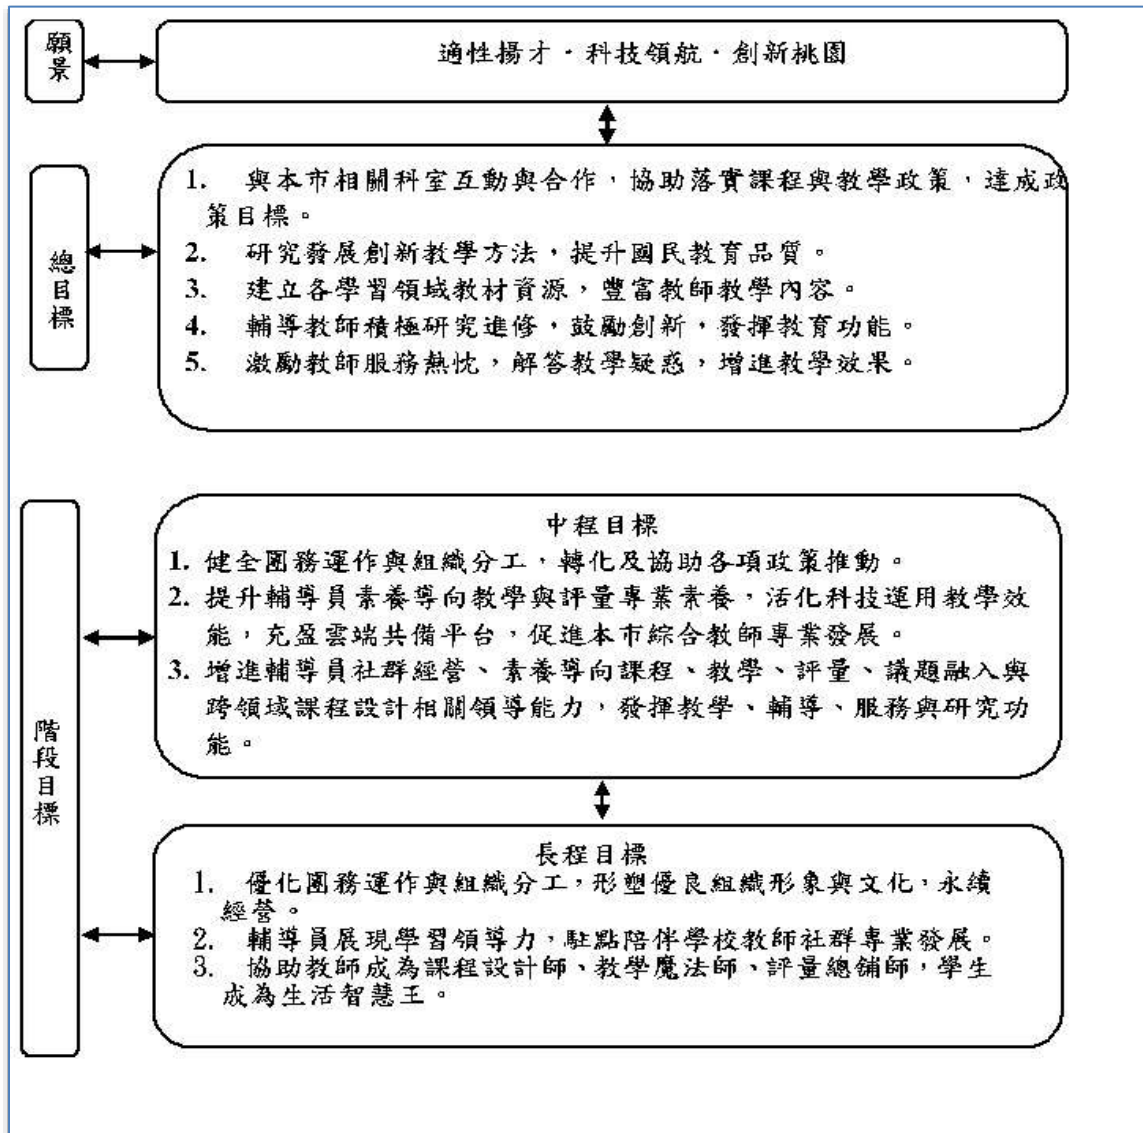 願景
適性揚才‧科技領航‧創新桃園
總目標
1. 與本市相關科室互動與合作，協助落實課程與教學政策，達成政
策目標。
2. 研究發展創新教學方法，提升國民教育品質。
3. 建立各學習領域教材資源，豐富教師教學內容。
4. 輔導教師積極研究進修，鼓勵創新，發揮教育功能。
5. 激勵教師服務熱忱，解答教學疑惑，增進教學效果。
階段目標
中程目標
1. 健全團務運作與組織分工，轉化及協助各項政策推動。
2. 提升輔導員素養導向教學與評量專業素養，活化科技運用教學效
能，充盈雲端共備平台，促進本市綜合教師專業發展。
3. 增進輔導員社群經營、素養導向課程、教學、評量、議題融入與
跨領域課程設計相關領導能力，發揮教學、輔導、服務與研究功
能。
長程目標
1. 優化團務運作與組織分工，形塑優良組織形象與文化，永續
經營。
2. 輔導員展現學習領導力，駐點陪伴學校教師社群專業發展。
3. 協助教師成為課程設計師、教學魔法師、評量總舖師，學生
成為生活智慧王。